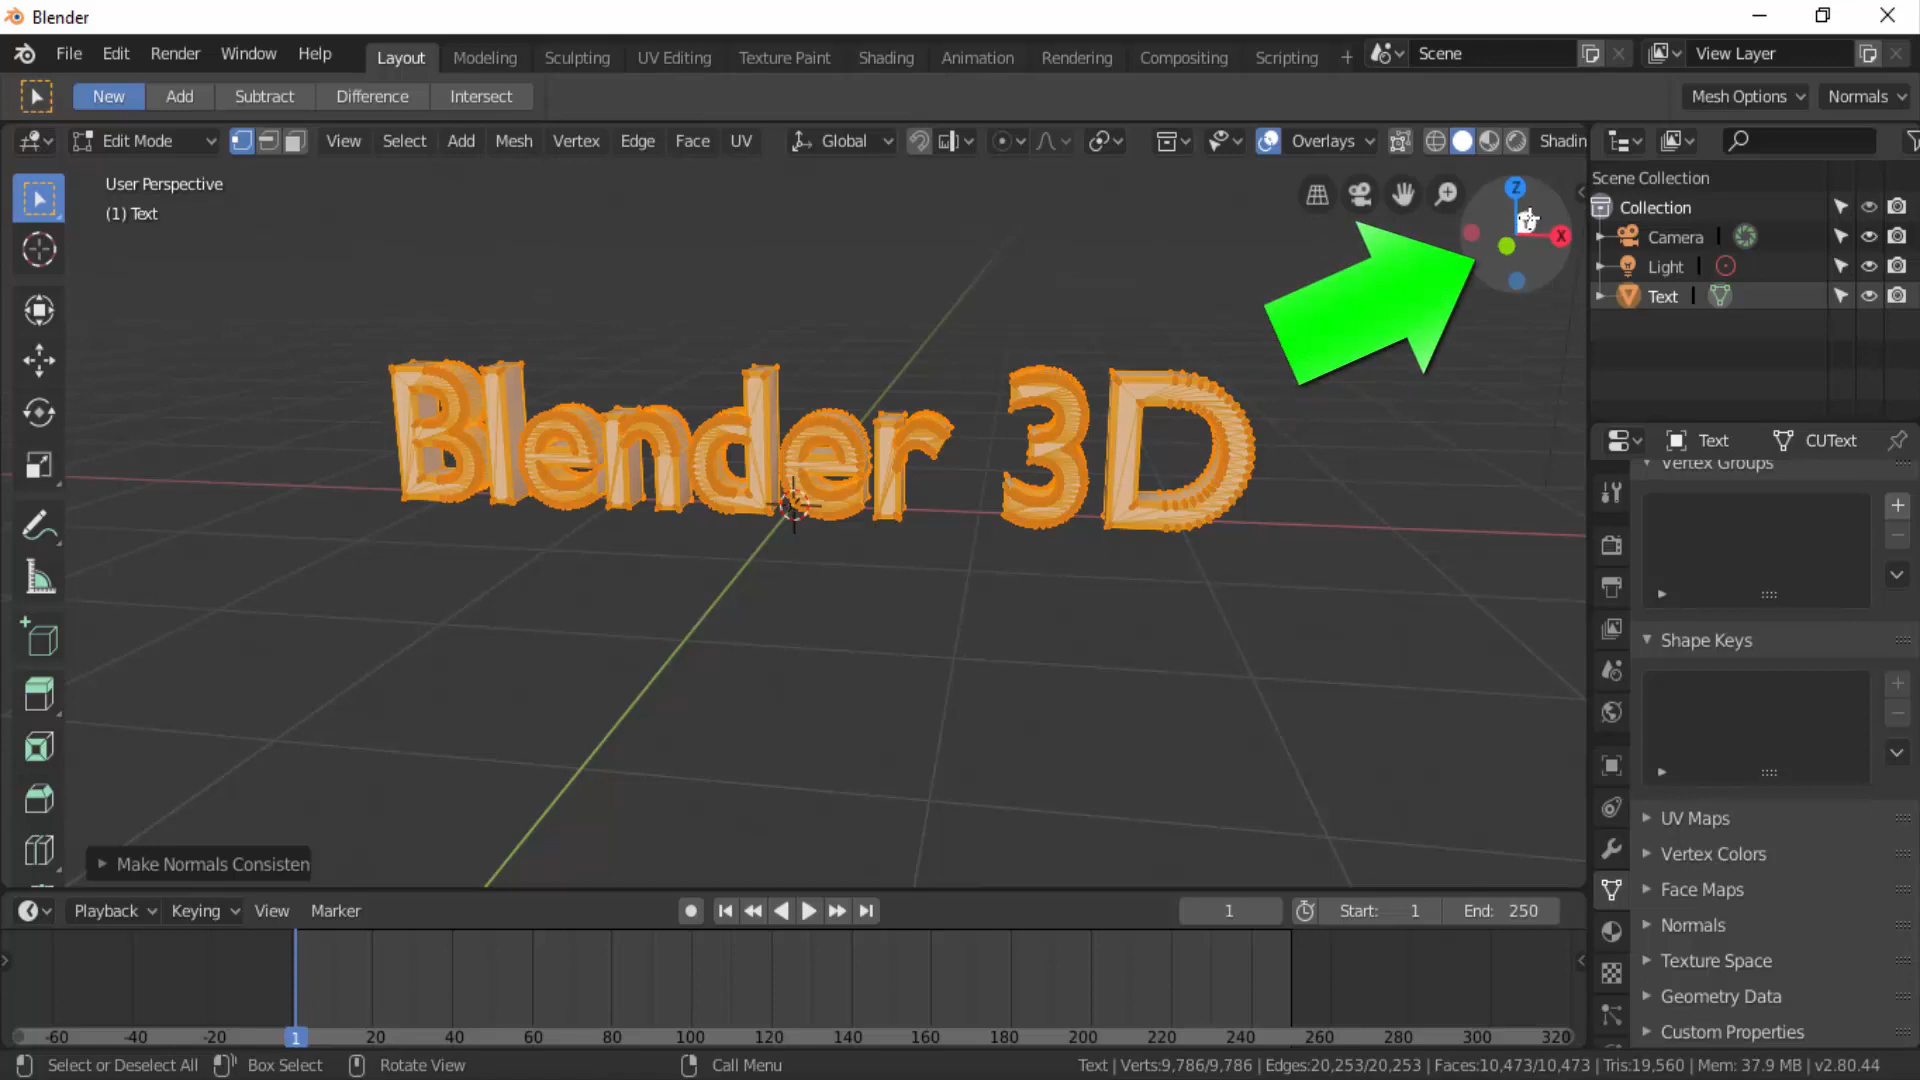 Blender
File Edit Render Window Help Layout Modeling Sculpting UV Editing Texture Paint Shading Animation Rendering Compositing Scripting + Scene View Layer
New Add Subtract Difference Intersect Mesh Options Normals
Edit Mode View Select Add Mesh Vertex Edge Face UV Global Overlays Shadin
User Perspective
(1) Text
Z
Y
X
Blender 3D
Make Normals Consisten
Scene Collection
Collection
Camera
Light
Text
Text CUText
Vertex Groups
Shape Keys
UV Maps
Vertex Colors
Face Maps
Normals
Texture Space
Geometry Data
Custom Properties
Playback Keying View Marker 1 Start: 1 End: 250
-60 -40 -20 1 20 40 60 80 100 120 140 160 180 200 220 240 260 280 300 320
Select or Deselect All Box Select Rotate View Call Menu Text | Verts:9,786/9,786 | Edges:20,253/20,253 | Faces:10,473/10,473 | Tris:19,560 | Mem: 37.9 MB | v2.80.44